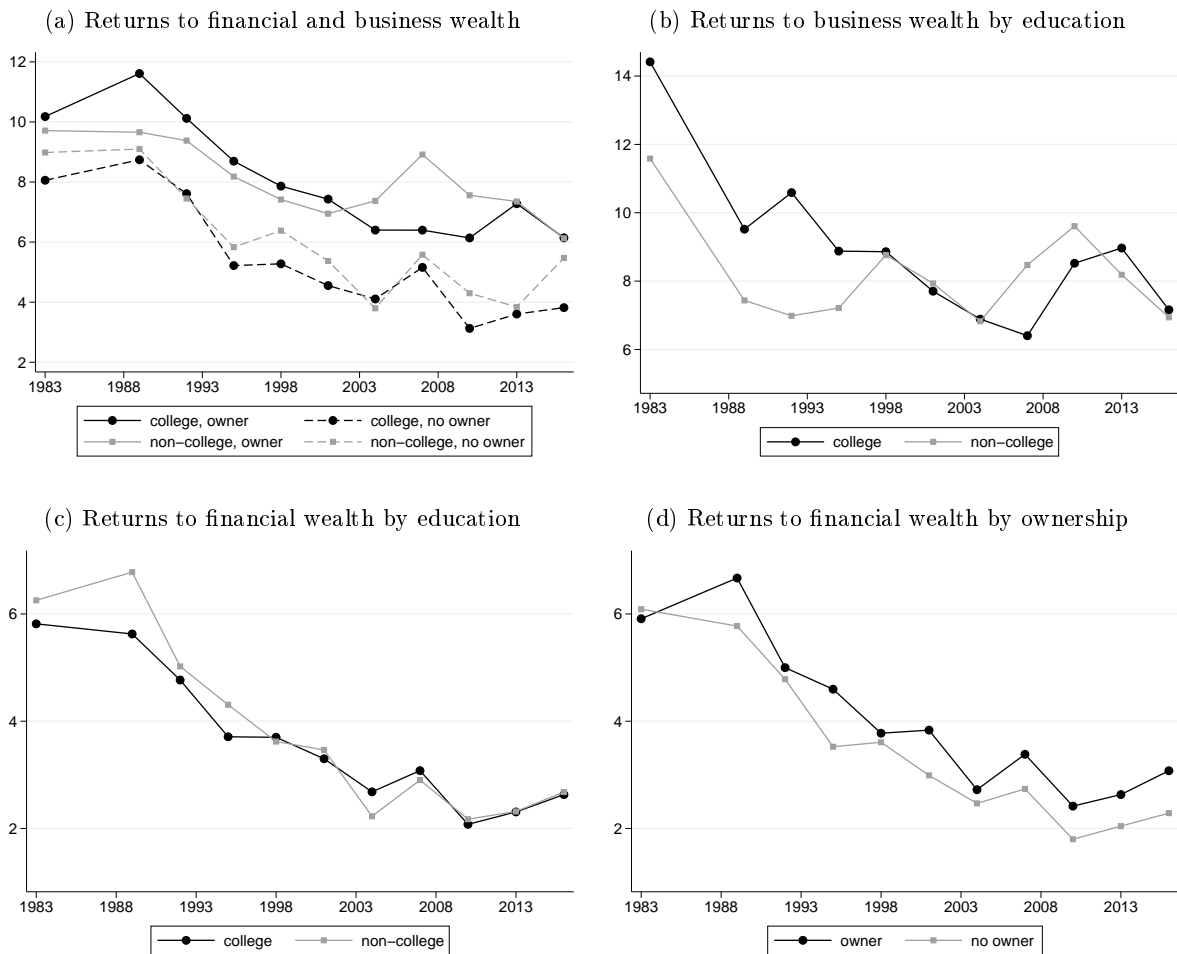 (a) Returns to financial and business wealth
12
10
8
6
4
2
1983 1988 1993 1998 2003 2008 2013
college, owner college, no owner
non−college, owner non−college, no owner
(b) Returns to business wealth by education
14
12
10
8
6
1983 1988 1993 1998 2003 2008 2013
college non−college
(c) Returns to financial wealth by education
6
4
2
1983 1988 1993 1998 2003 2008 2013
college non−college
(d) Returns to financial wealth by ownership
6
4
2
1983 1988 1993 1998 2003 2008 2013
owner no owner